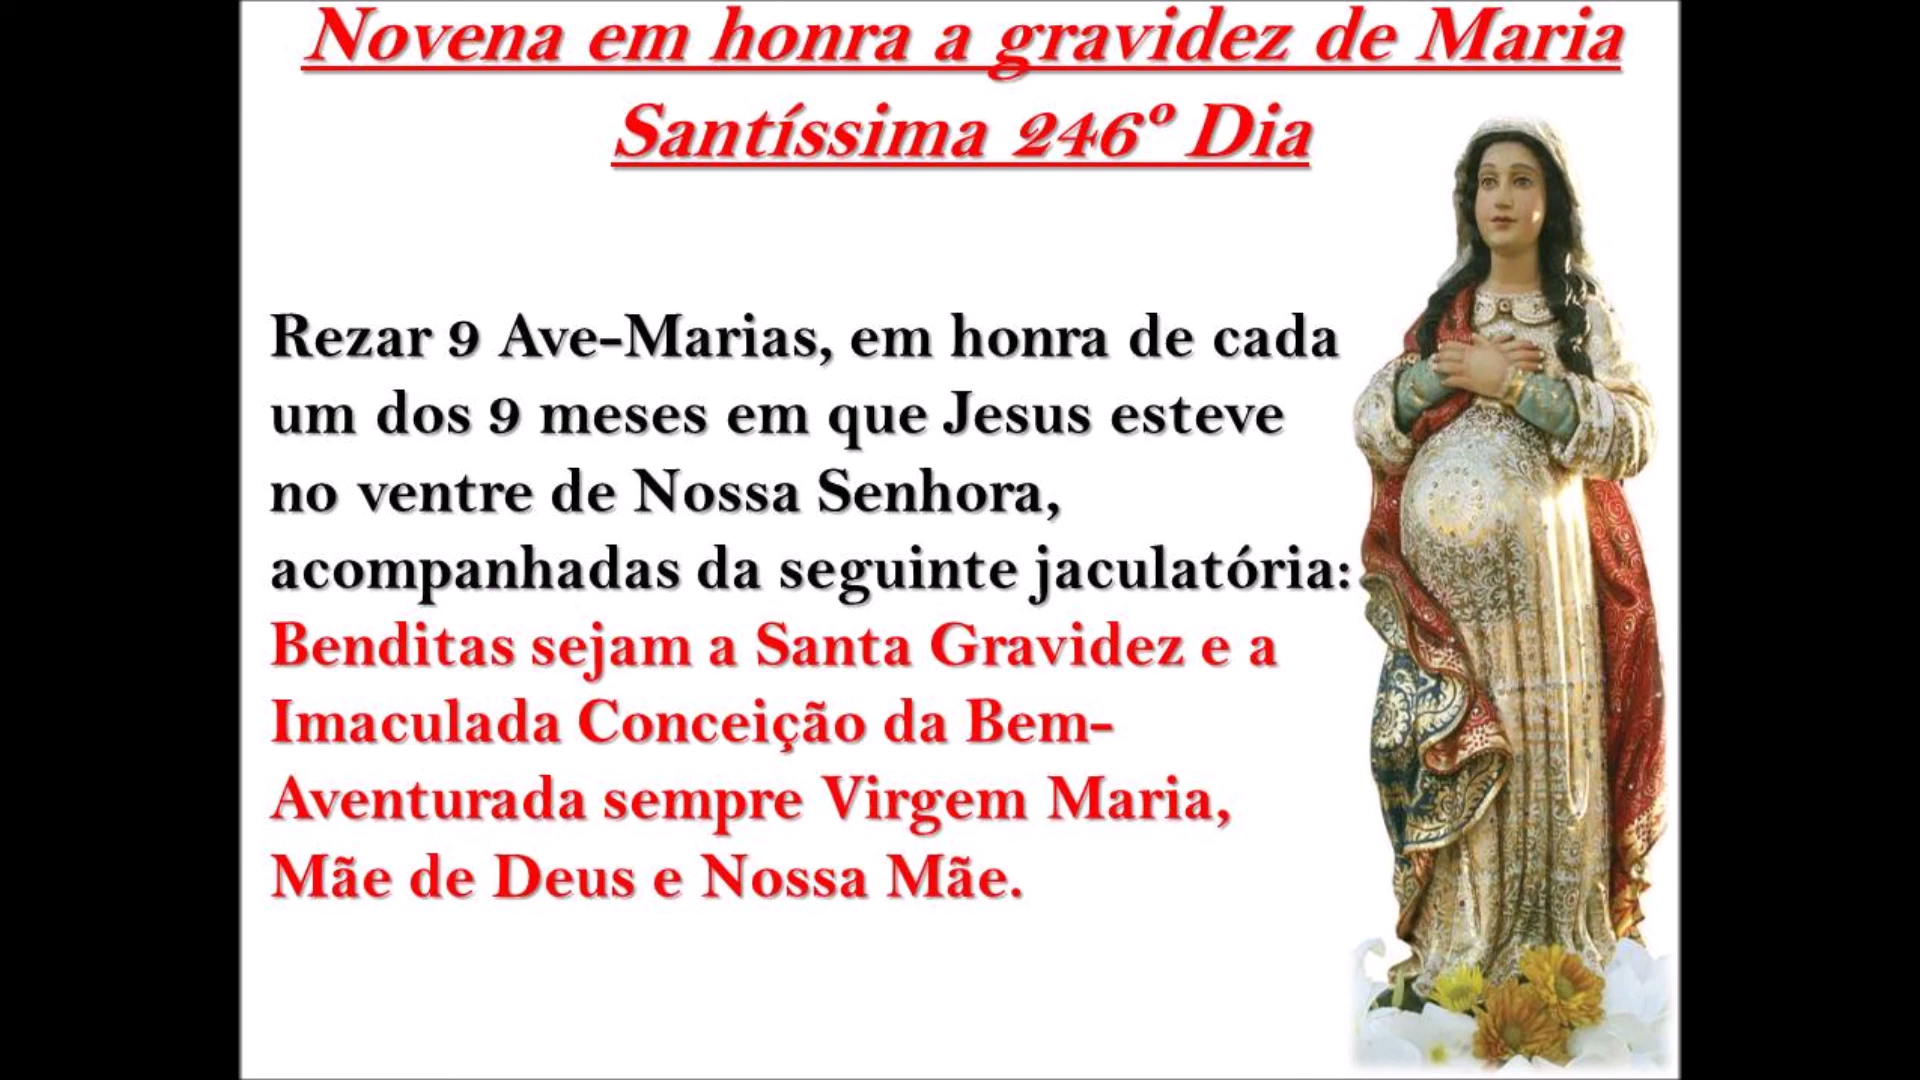 Novena em honra a gravidez de Maria
Santíssima 246º Dia
Rezar 9 Ave-Marias, em honra de cada
um dos 9 meses em que Jesus esteve
no ventre de Nossa Senhora,
acompanhadas da seguinte jaculatória:
Benditas sejam a Santa Gravidez e a
Imaculada Conceição da Bem-
Aventurada sempre Virgem Maria,
Mãe de Deus e Nossa Mãe.